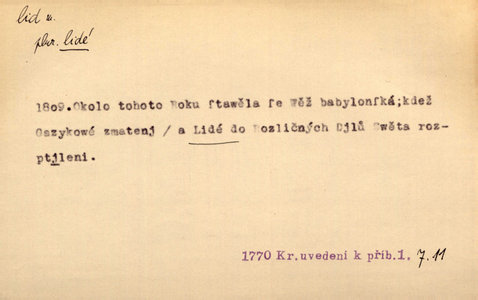 lid m.
plur. lidé
1809.Okolo tohoto Roku ſtawěla ſe Wěž babylonſká;kdež
Gazykowé zmatenj / a Lidé do Rozličných Djlů Swěta roz-
ptjleni.
1770 Kr.uvedeni k příb.1. 7.11